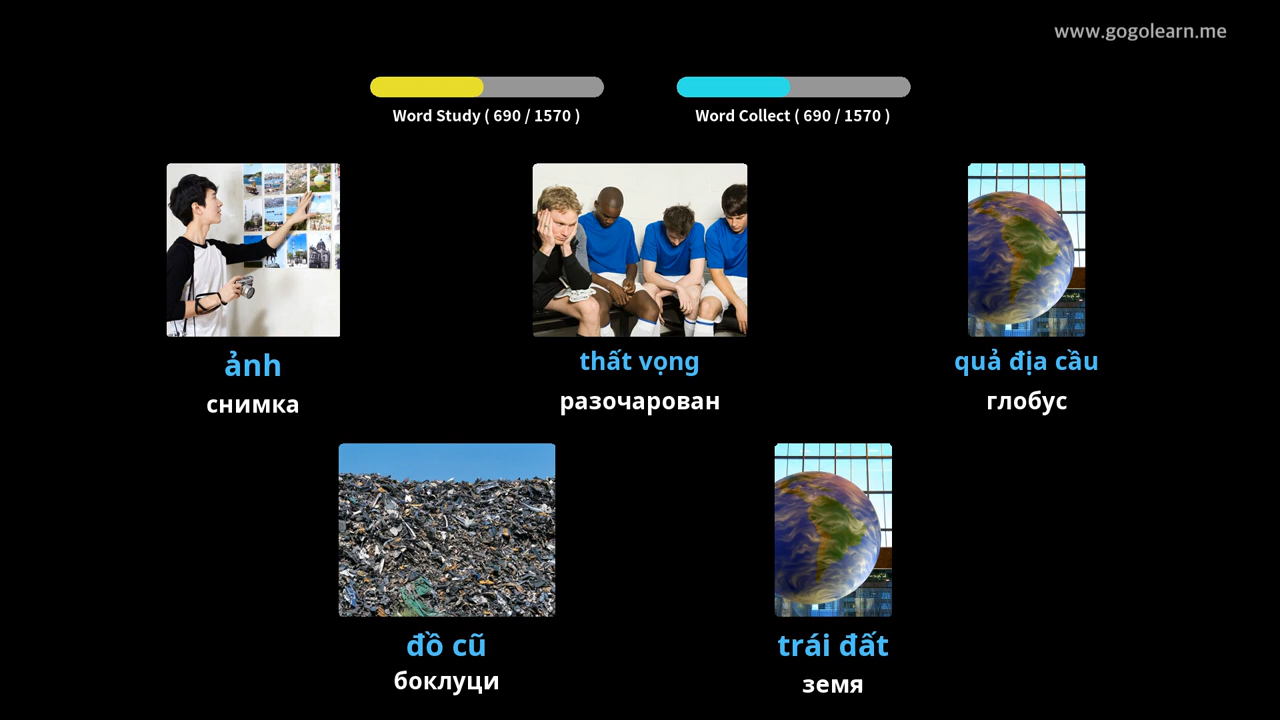 www.gogolearn.me
Word Study ( 690 / 1570 )
Word Collect ( 690 / 1570 )
ảnh
снимка
thất vọng
разочарован
quả địa cầu
глобус
đồ cũ
боклуци
trái đất
земя